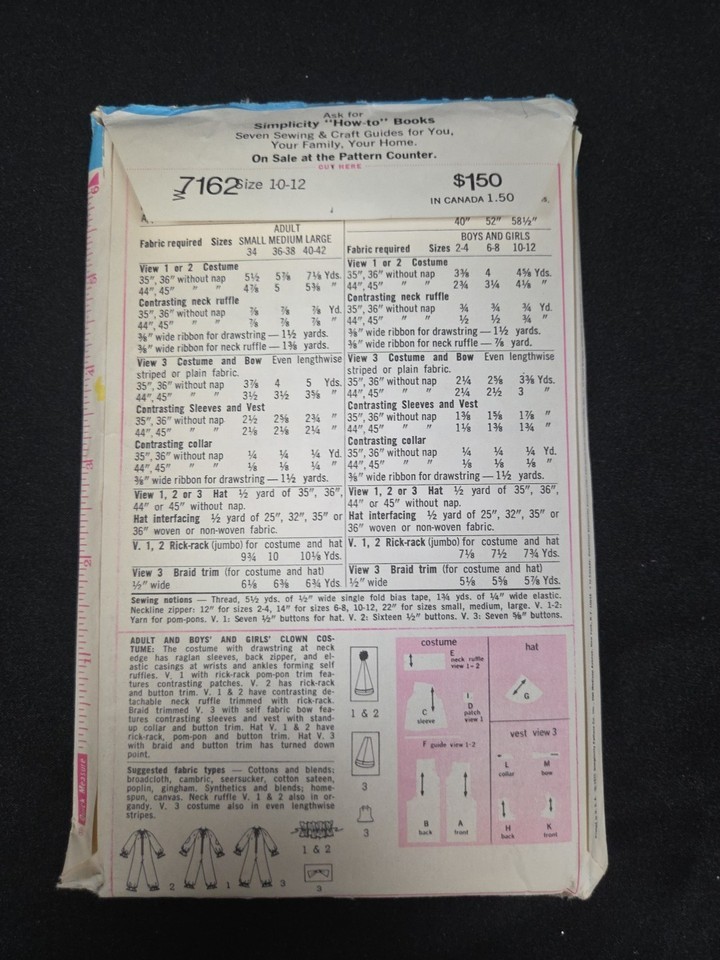 Ask for
Simplicity "How-to" Books
Seven Sewing & Craft Guides for You,
Your Family, Your Home.
On Sale at the Pattern Counter.
CUT HERE
W 7162 Size 10-12 $1.50
IN CANADA 1.50
40" 52" 58½"
ADULT
Fabric required Sizes SMALL MEDIUM LARGE
34 36-38 40-42
View 1 or 2 Costume
35", 36" without nap 5½ 5⅞ 7⅛ Yds.
44", 45" " " 4⅞ 5 5⅜ "
Contrasting neck ruffle
35", 36" without nap ⅞ ⅞ ⅞ Yd.
44", 45" " " ⅞ ⅞ ⅞ "
⅜" wide ribbon for drawstring — 1½ yards.
⅜" wide ribbon for neck ruffle — 1⅜ yards.
View 3 Costume and Bow Even lengthwise
striped or plain fabric.
35", 36" without nap 3⅞ 4 5 Yds.
44", 45" " " 3½ 3½ 3⅝ "
Contrasting Sleeves and Vest
35", 36" without nap 2½ 2⅝ 2¾ "
44", 45" " " 2⅛ 2⅛ 2¼ "
Contrasting collar
35", 36" without nap ¼ ¼ ¼ Yd.
44", 45" " " ⅛ ⅛ ¼ "
⅜" wide ribbon for drawstring — 1½ yards.
View 1, 2 or 3 Hat ½ yard of 35", 36",
44" or 45" without nap.
Hat interfacing ½ yard of 25", 32", 35" or
36" woven or non-woven fabric.
V. 1, 2 Rick-rack (jumbo) for costume and hat
9¾ 10 10⅛ Yds.
View 3 Braid trim (for costume and hat)
½" wide 6⅛ 6⅜ 6¾ Yds.
BOYS AND GIRLS
Sizes 2-4 6-8 10-12
View 1 or 2 Costume
35", 36" without nap 3⅜ 4 4⅝ Yds.
44", 45" " " 2¾ 3¼ 4⅛ "
Contrasting neck ruffle
35", 36" without nap ¾ ¾ ¾ Yd.
44", 45" " " ½ ½ ¾ "
⅜" wide ribbon for drawstring — 1½ yards.
⅜" wide ribbon for neck ruffle — ⅞ yard.
View 3 Costume and Bow Even lengthwise
striped or plain fabric.
35", 36" without nap 2¼ 2⅝ 3⅜ Yds.
44", 45" " " 2¼ 2½ 3 "
Contrasting Sleeves and Vest
35", 36" without nap 1⅜ 1⅝ 1⅞ "
44", 45" " " 1⅛ 1⅜ 1¾ "
Contrasting collar
35", 36" without nap ¼ ¼ ¼ Yd.
44", 45" " " ⅛ ⅛ ⅛ "
⅜" wide ribbon for drawstring — 1½ yards.
View 1, 2 or 3 Hat ½ yard of 35", 36",
44" or 45" without nap.
Hat interfacing ½ yard of 25", 32", 35" or
36" woven or non-woven fabric.
V. 1, 2 Rick-rack (jumbo) for costume and hat
7⅛ 7½ 7¾ Yds.
View 3 Braid trim (for costume and hat)
½" wide 5⅛ 5⅝ 5⅞ Yds.
Sewing notions — Thread, 5½ yds. of ½" wide single fold bias tape, 1¾ yds. of ¼" wide elastic.
Neckline zipper: 12" for sizes 2-4, 14" for sizes 6-8, 10-12, 22" for sizes small, medium, large. V. 1-2:
Yarn for pom-pons. V. 1: Seven ½" buttons for hat. V. 2: Sixteen ½" buttons. V. 3: Seven ⅝" buttons.
ADULT AND BOYS' AND GIRLS' CLOWN COS-
TUME: The costume with drawstring at neck
edge has raglan sleeves, back zipper, and el-
astic casings at wrists and ankles forming self
ruffles. V. 1 with rick-rack pom-pon trim fea-
tures contrasting patches. V. 2 has rick-rack
and button trim. V. 1 & 2 have contrasting de-
tachable neck ruffle trimmed with rick-rack.
Braid trimmed V. 3 with self fabric bow fea-
tures contrasting sleeves and vest with stand-
up collar and button trim. Hat V. 1 & 2 have
rick-rack, pom-pon and button trim. Hat V. 3
with braid and button trim has turned down
point.
Suggested fabric types — Cottons and blends;
broadcloth, cambric, seersucker, cotton sateen,
poplin, gingham. Synthetics and blends; home-
spun, canvas. Neck ruffle V. 1 & 2 also in or-
gandy. V. 3 costume also in even lengthwise
stripes.
2
1
3
1 & 2
3
3
1 & 2
3
costume
E
neck ruffle
view 1-2
C
sleeve
D
patch
view 1
F guide view 1-2
B
back
A
front
hat
G
vest view 3
L
collar
M
bow
H
back
K
front